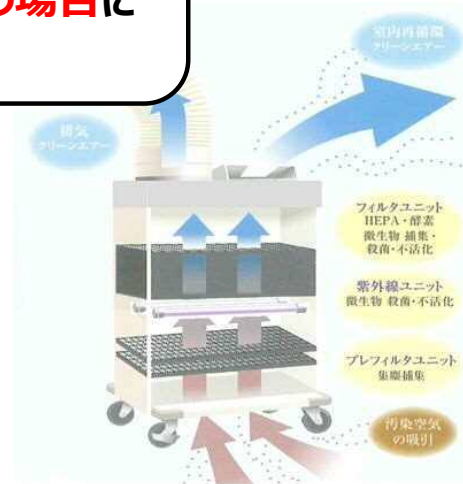 の場合に
室内再循環
クリーンエアー
排気
クリーンエアー
フィルタユニット
HEPA・酵素
微生物 捕集・
殺菌・不活化
紫外線ユニット
微生物 殺菌・不活化
プレフィルタユニット
集塵捕集
汚染空気
の吸引